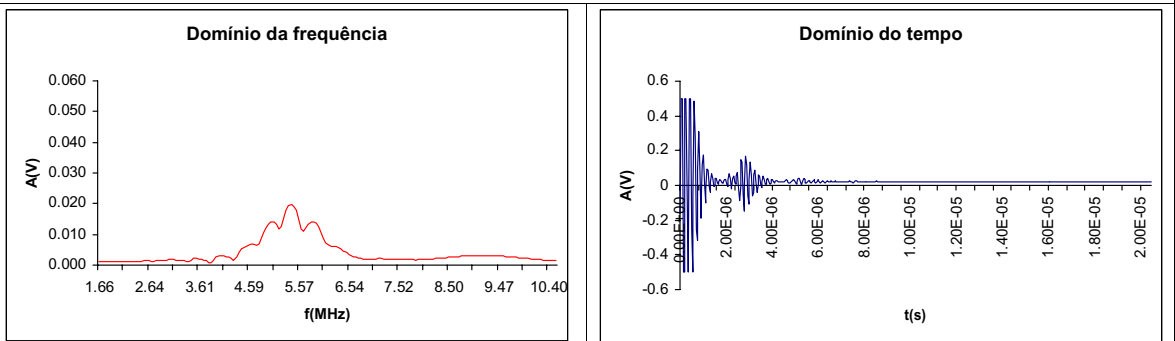 Domínio da frequência
0.060
0.050
0.040
0.030
0.020
0.010
0.000
A(V)
1.66 2.64 3.61 4.59 5.57 6.54 7.52 8.50 9.47 10.40
f(MHz)
Domínio do tempo
0.6
0.4
0.2
0
-0.2
-0.4
-0.6
A(V)
0.00E+00 2.00E-06 4.00E-06 6.00E-06 8.00E-06 1.00E-05 1.20E-05 1.40E-05 1.60E-05 1.80E-05 2.00E-05
t(s)